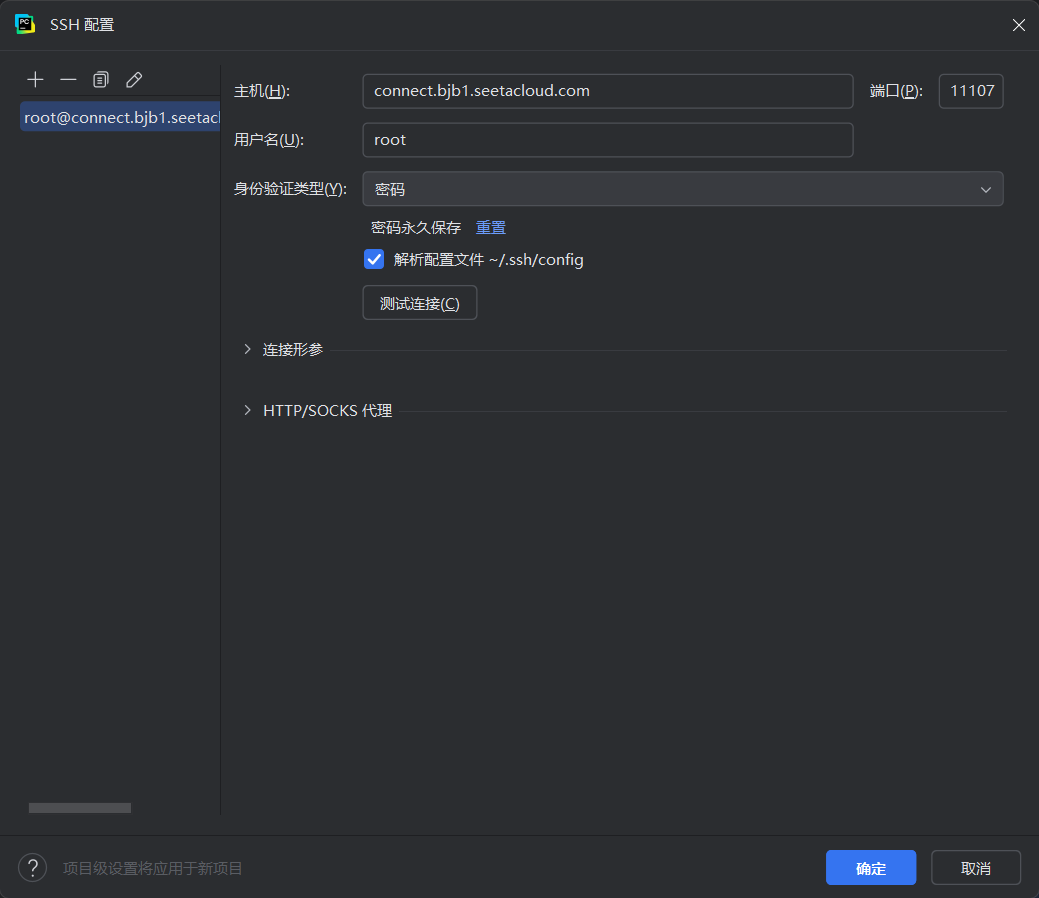 SSH 配置
root@connect.bjb1.seetacl
主机(H): connect.bjb1.seetacloud.com 端口(P): 11107
用户名(U): root
身份验证类型(Y): 密码
密码永久保存 重置
解析配置文件 ~/.ssh/config
测试连接(C)
连接形参
HTTP/SOCKS 代理
? 项目级设置将应用于新项目 确定 取消